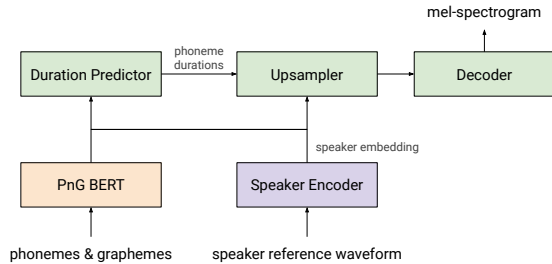 mel-spectrogram
phoneme
durations
Duration Predictor
Upsampler
Decoder
speaker embedding
PnG BERT
Speaker Encoder
phonemes & graphemes
speaker reference waveform